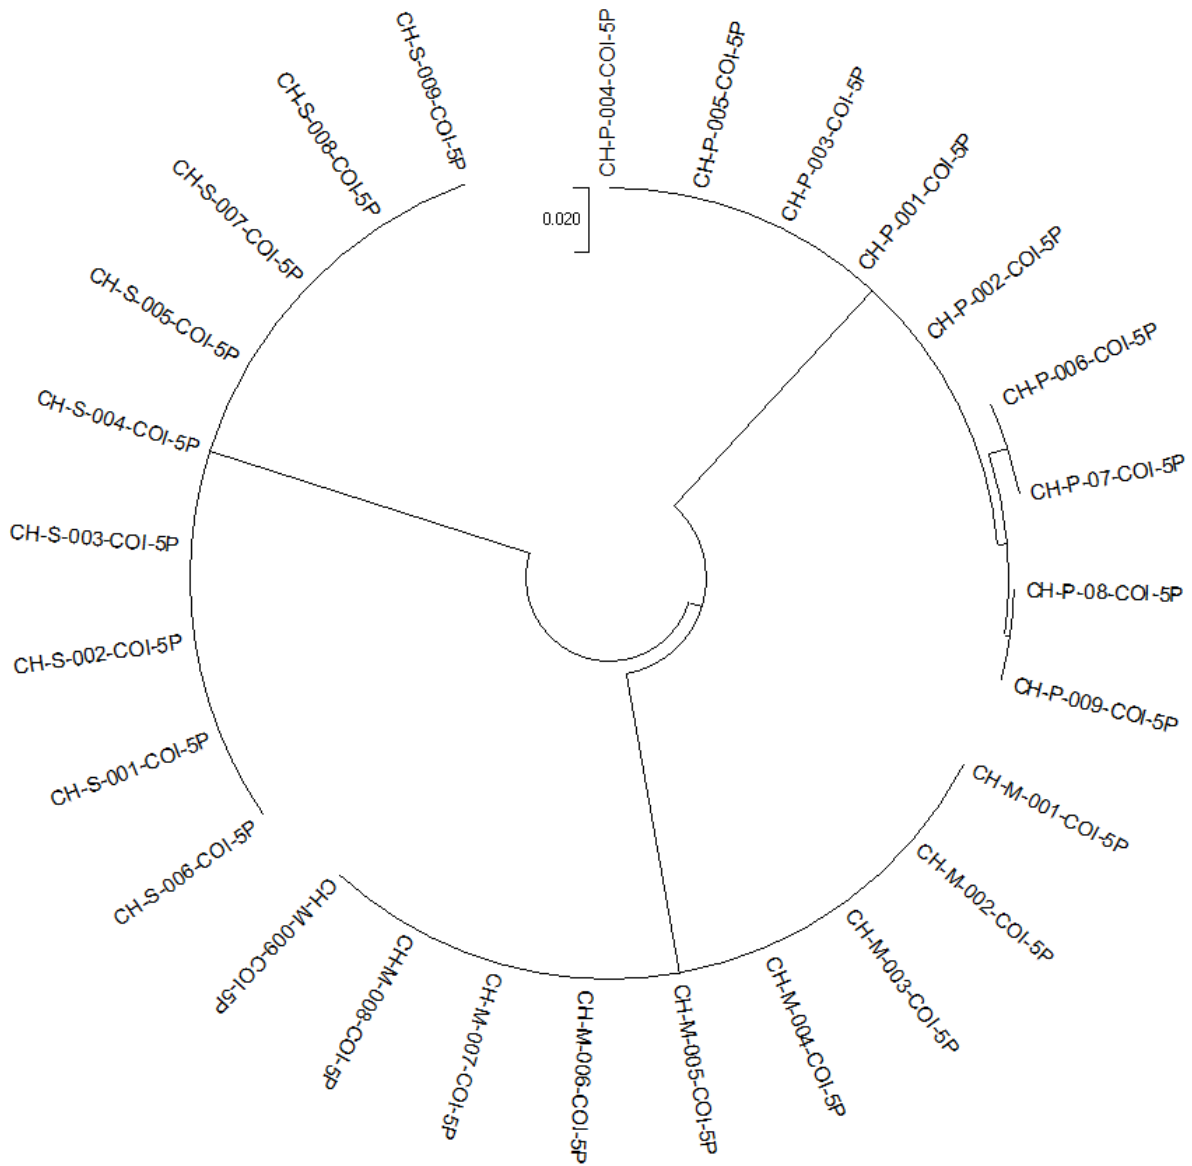 CH-P-004-COI-5P
CH-P-005-COI-5P
CH-P-003-COI-5P
CH-P-001-COI-5P
CH-P-002-COI-5P
CH-P-006-COI-5P
CH-P-07-COI-5P
CH-P-08-COI-5P
CH-P-009-COI-5P
CH-M-001-COI-5P
CH-M-002-COI-5P
CH-M-003-COI-5P
CH-M-004-COI-5P
CH-M-005-COI-5P
CH-M-006-COI-5P
CH-M-007-COI-5P
CH-M-008-COI-5P
CH-M-009-COI-5P
CH-S-006-COI-5P
CH-S-001-COI-5P
CH-S-002-COI-5P
CH-S-003-COI-5P
CH-S-004-COI-5P
CH-S-005-COI-5P
CH-S-007-COI-5P
CH-S-008-COI-5P
CH-S-009-COI-5P
0.020